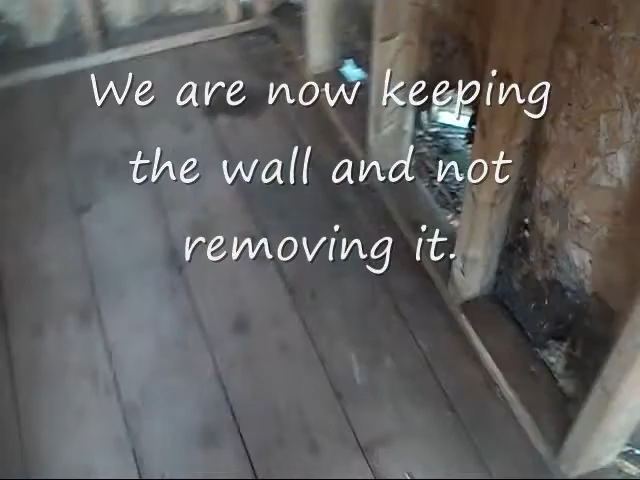 We are now keeping
the wall and not
removing it.